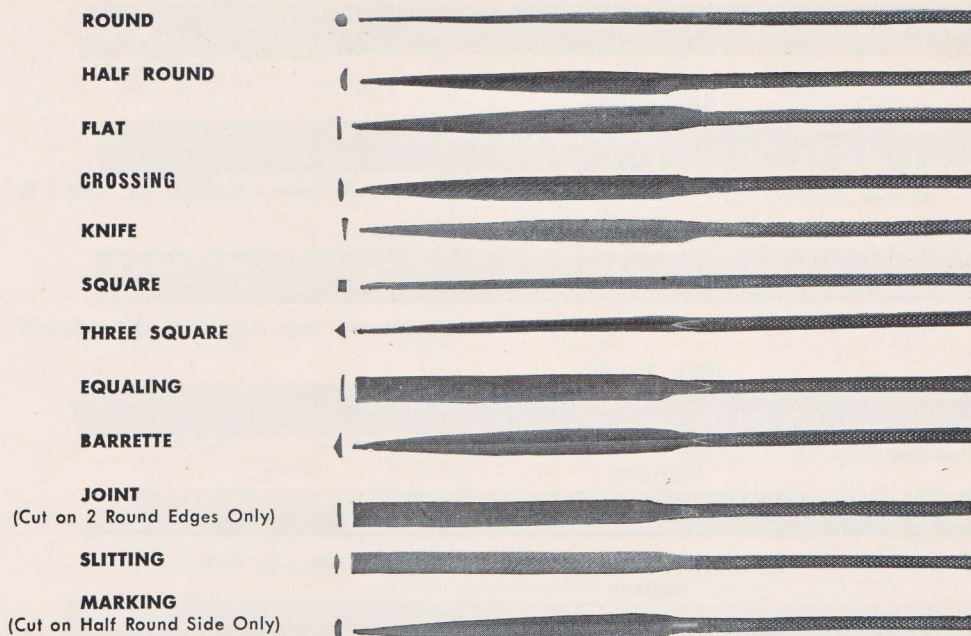 ROUND
HALF ROUND
FLAT
CROSSING
KNIFE
SQUARE
THREE SQUARE
EQUALING
BARRETTE
JOINT
(Cut on 2 Round Edges Only)
SLITTING
MARKING
(Cut on Half Round Side Only)